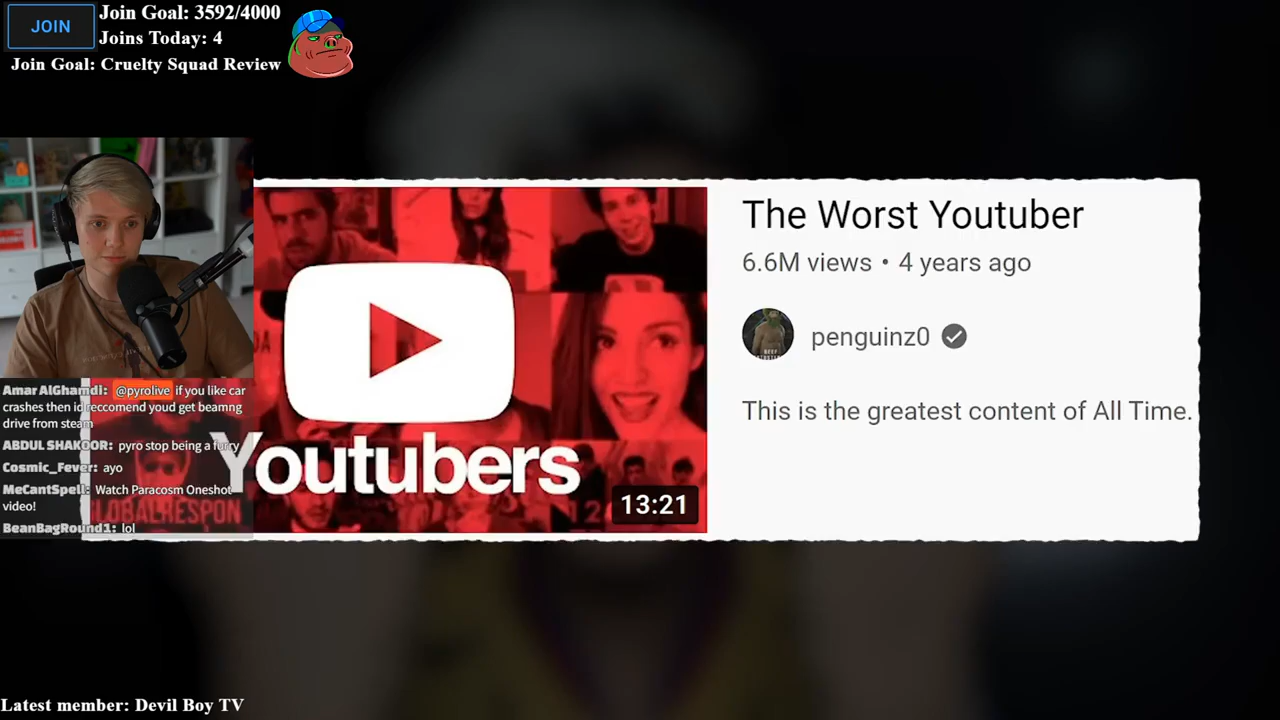 JOIN
Join Goal: 3592/4000
Joins Today: 4
Join Goal: Cruelty Squad Review
The Worst Youtuber
6.6M views • 4 years ago
penguinz0
This is the greatest content of All Time.
Youtubers
13:21
Amar AlGhamdi: @pyrolive if you like car
crashes then id reccomend youd get beamng
drive from steam
ABDUL SHAKOOR: pyro stop being a furry
Cosmic_Fever: ayo
MeCantSpell: Watch Paracosm Oneshot
video!
BeanBagRound1: lol
Latest member: Devil Boy TV